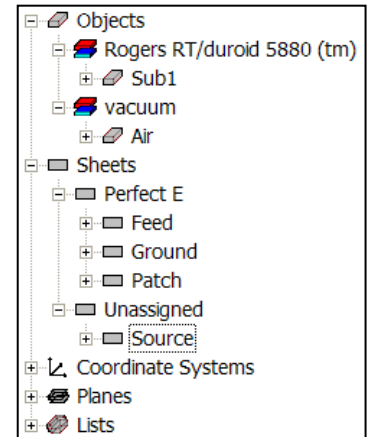 Objects
Rogers RT/duroid 5880 (tm)
Sub1
vacuum
Air
Sheets
Perfect E
Feed
Ground
Patch
Unassigned
Source
Coordinate Systems
Planes
Lists